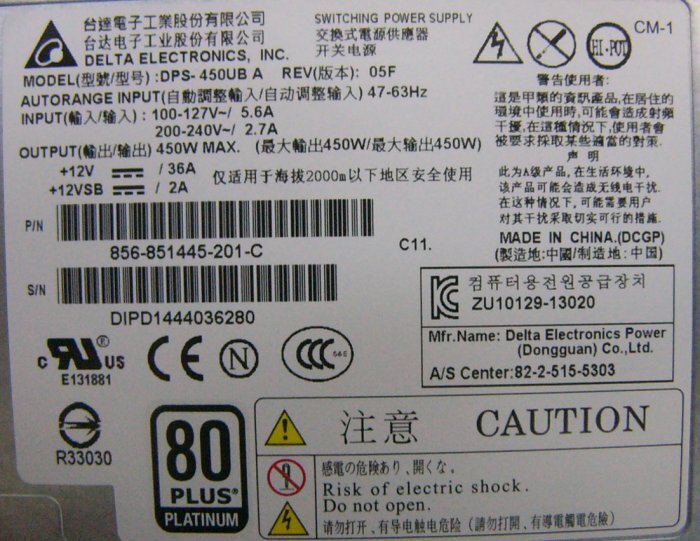 台達電子工業股份有限公司
台达电子工业股份有限公司
DELTA ELECTRONICS, INC.
SWITCHING POWER SUPPLY
交換式電源供應器
开关电源
HI-POT
CM-1
MODEL(型號/型号) :DPS- 450UB A REV(版本): 05F
AUTORANGE INPUT(自動調整輸入/自动调整输入) 47-63Hz
INPUT(輸入/输入) : 100-127V~/ 5.6A
200-240V~/ 2.7A
OUTPUT(輸出/输出) 450W MAX. (最大輸出450W/最大输出450W)
+12V / 36A
+12VSB / 2A
仅适用于海拔2000m以下地区安全使用
警告使用者:
這是甲類的資訊產品,在居住的
環境中使用時,可能會造成射頻
干擾,在這種情況下,使用者會
被要求採取某些適當的對策.
声 明
此为A级产品, 在生活环境中,
该产品可能会造成无线电干扰.
在这种情况下, 可能需要用户
对其干扰采取切实可行的措施.
P/N
856-851445-201-C
C11.
MADE IN CHINA.(DCGP)
(製造地:中國/制造地:中国)
S/N
DIPD1444036280
컴퓨터용전원공급장치
ZU10129-13020
Mfr.Name: Delta Electronics Power
(Dongguan) Co.,Ltd.
A/S Center:82-2-515-5303
c RU US
E131881
CE
N
CCC
S&E
R33030
80
PLUS
PLATINUM
注意 CAUTION
感電の危険あり、開くな。
Risk of electric shock.
Do not open.
请勿打开、有导电触电危险 (請勿打開、有導電觸電危險)